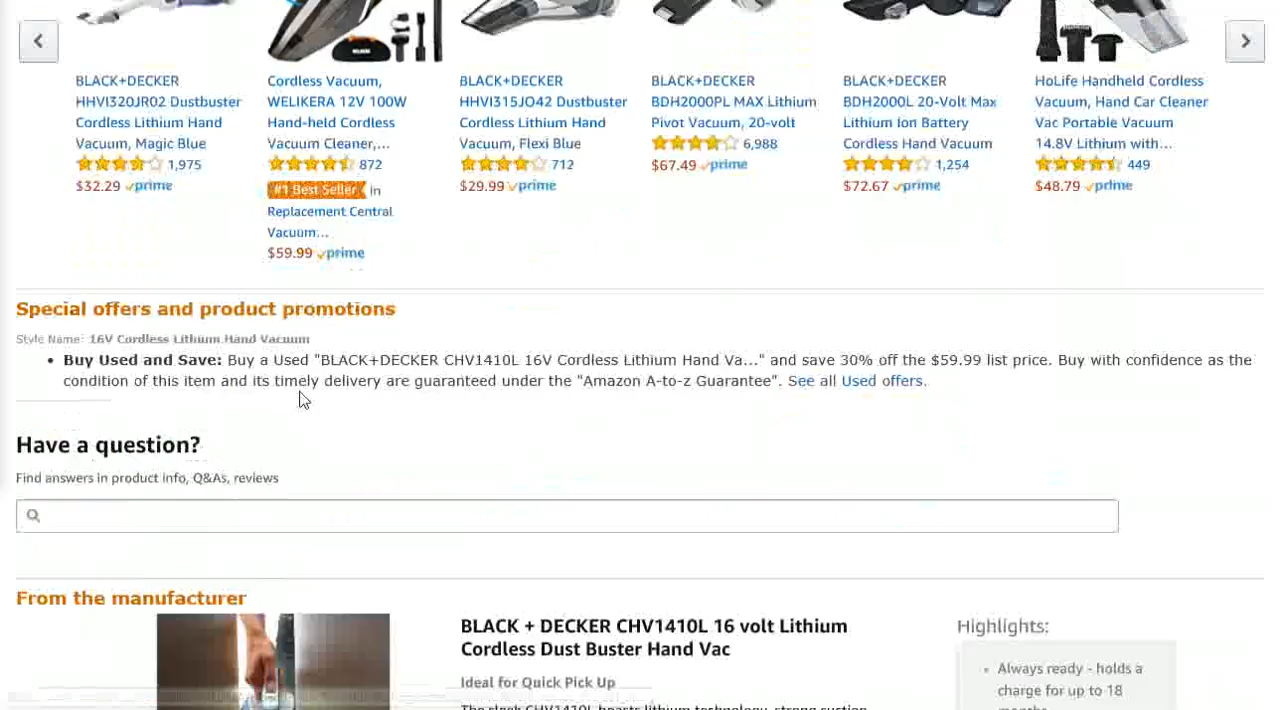 BLACK+DECKER
HHVI320JR02 Dustbuster
Cordless Lithium Hand
Vacuum, Magic Blue
1,975
$32.29 prime
Cordless Vacuum,
WELIKERA 12V 100W
Hand-held Cordless
Vacuum Cleaner,...
872
#1 Best Seller in
Replacement Central
Vacuum...
$59.99 prime
BLACK+DECKER
HHVI315JO42 Dustbuster
Cordless Lithium Hand
Vacuum, Flexi Blue
712
$29.99 prime
BLACK+DECKER
BDH2000PL MAX Lithium
Pivot Vacuum, 20-volt
6,988
$67.49 prime
BLACK+DECKER
BDH2000L 20-Volt Max
Lithium Ion Battery
Cordless Hand Vacuum
1,254
$72.67 prime
HoLife Handheld Cordless
Vacuum, Hand Car Cleaner
Vac Portable Vacuum
14.8V Lithium with...
449
$48.79 prime
Special offers and product promotions
Style Name: 16V Cordless Lithium Hand Vacuum
• Buy Used and Save: Buy a Used "BLACK+DECKER CHV1410L 16V Cordless Lithium Hand Va..." and save 30% off the $59.99 list price. Buy with confidence as the
condition of this item and its timely delivery are guaranteed under the "Amazon A-to-z Guarantee". See all Used offers.
Have a question?
Find answers in product info, Q&As, reviews
From the manufacturer
BLACK + DECKER CHV1410L 16 volt Lithium
Cordless Dust Buster Hand Vac
Ideal for Quick Pick Up
The sleek CHV1410L boasts lithium technology, strong suction
Highlights:
• Always ready - holds a
charge for up to 18